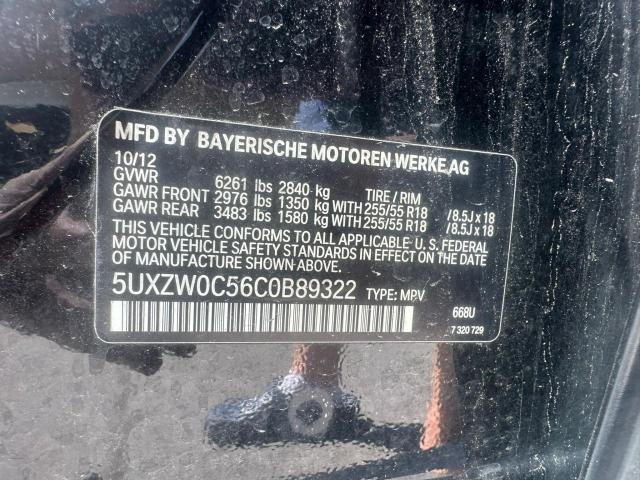 MFD BY BAYERISCHE MOTOREN WERKE AG
10/12
GVWR 6261 lbs 2840 kg TIRE / RIM
GAWR FRONT 2976 lbs 1350 kg WITH 255/55 R18 / 8.5J x 18
GAWR REAR 3483 lbs 1580 kg WITH 255/55 R18 / 8.5J x 18
THIS VEHICLE CONFORMS TO ALL APPLICABLE U. S. FEDERAL
MOTOR VEHICLE SAFETY STANDARDS IN EFFECT ON THE DATE
OF MANUFACTURE SHOWN ABOVE.
5UXZW0C56C0B89322 TYPE: MPV
668U
7 320 729